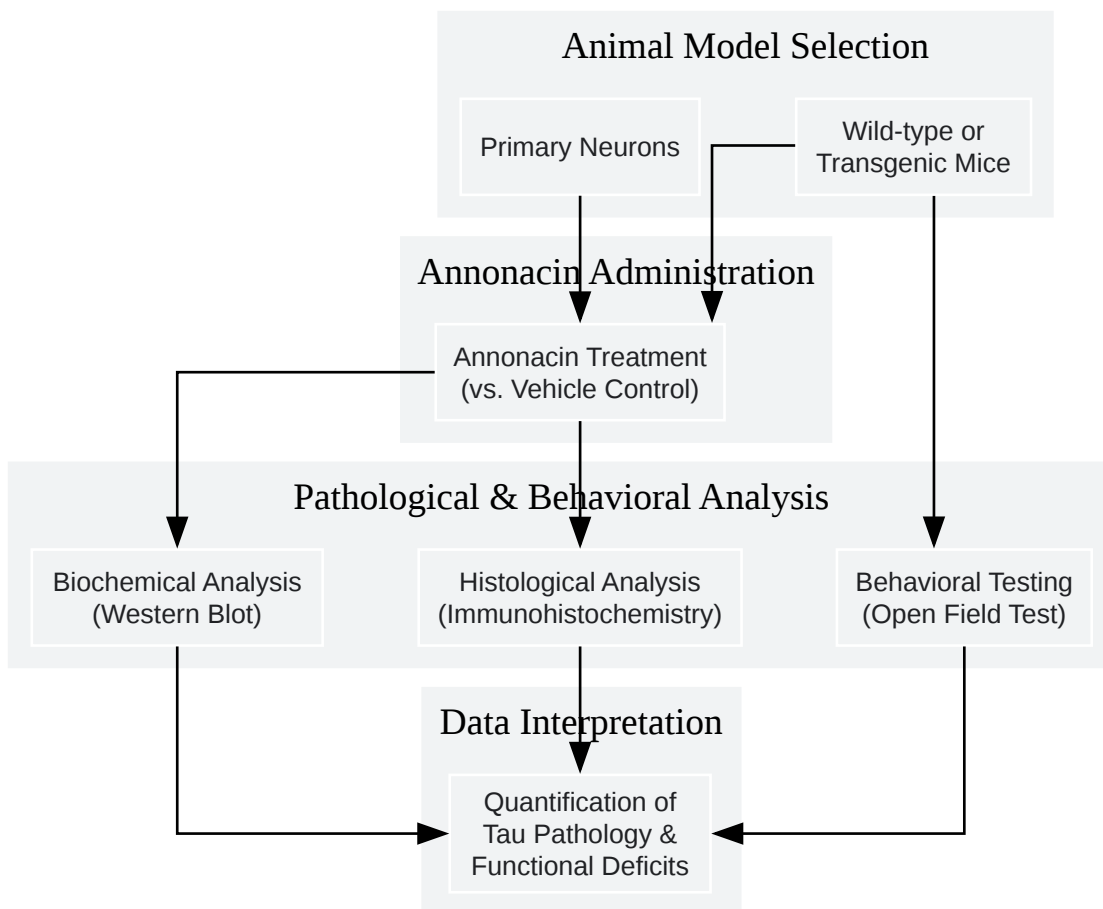 Animal Model Selection
Primary Neurons
Wild-type or
Transgenic Mice
Annonacin Administration
Annonacin Treatment
(vs. Vehicle Control)
Pathological & Behavioral Analysis
Biochemical Analysis
(Western Blot)
Histological Analysis
(Immunohistochemistry)
Behavioral Testing
(Open Field Test)
Data Interpretation
Quantification of
Tau Pathology &
Functional Deficits